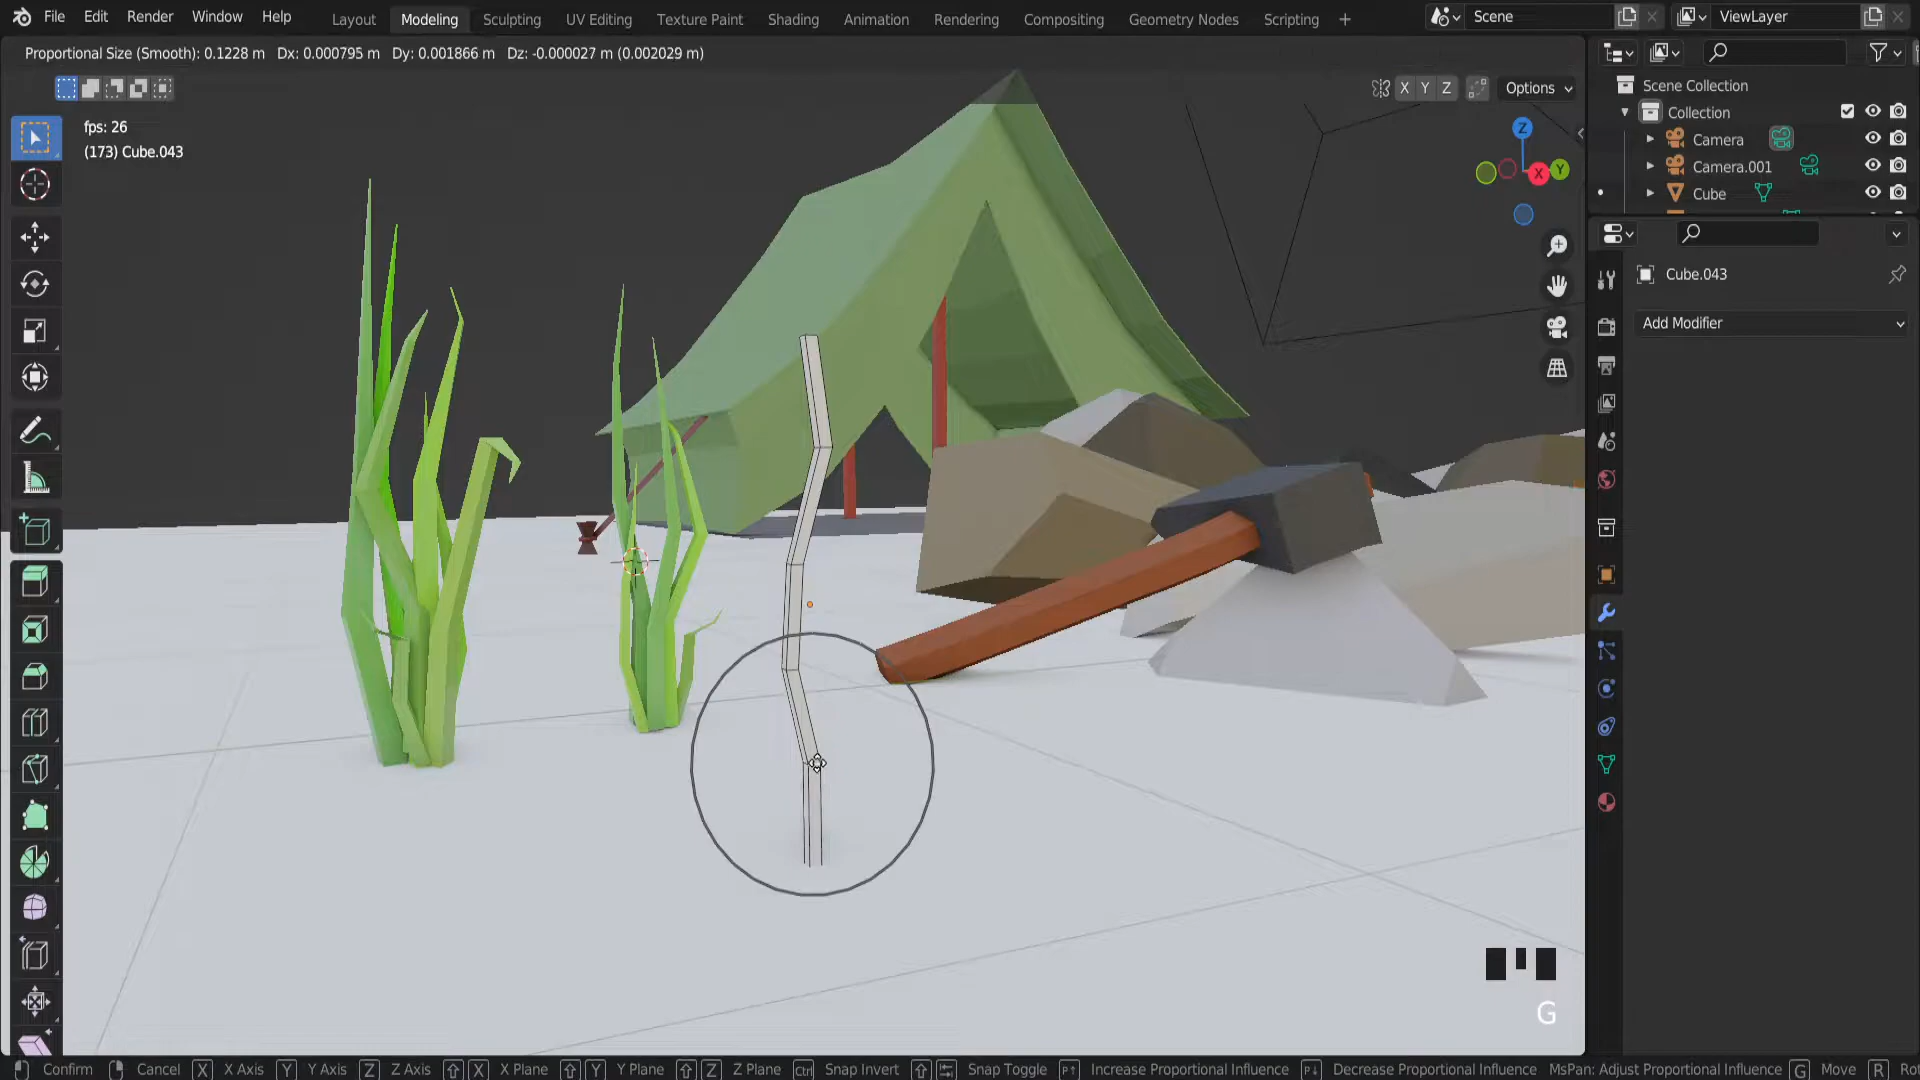 File Edit Render Window Help Layout Modeling Sculpting UV Editing Texture Paint Shading Animation Rendering Compositing Geometry Nodes Scripting + Scene ViewLayer
Proportional Size (Smooth): 0.1228 m Dx: 0.000795 m Dy: 0.001866 m Dz: -0.000027 m (0.002029 m)
X Y Z Options
Scene Collection
Collection
Camera
Camera.001
Cube
fps: 26
(173) Cube.043
Z
X Y
Cube.043
Add Modifier
G
Confirm Cancel X X Axis Y Y Axis Z Z Axis X X Plane Y Y Plane Z Z Plane Ctrl Snap Invert Snap Toggle Increase Proportional Influence Decrease Proportional Influence MsPan: Adjust Proportional Influence G Move R